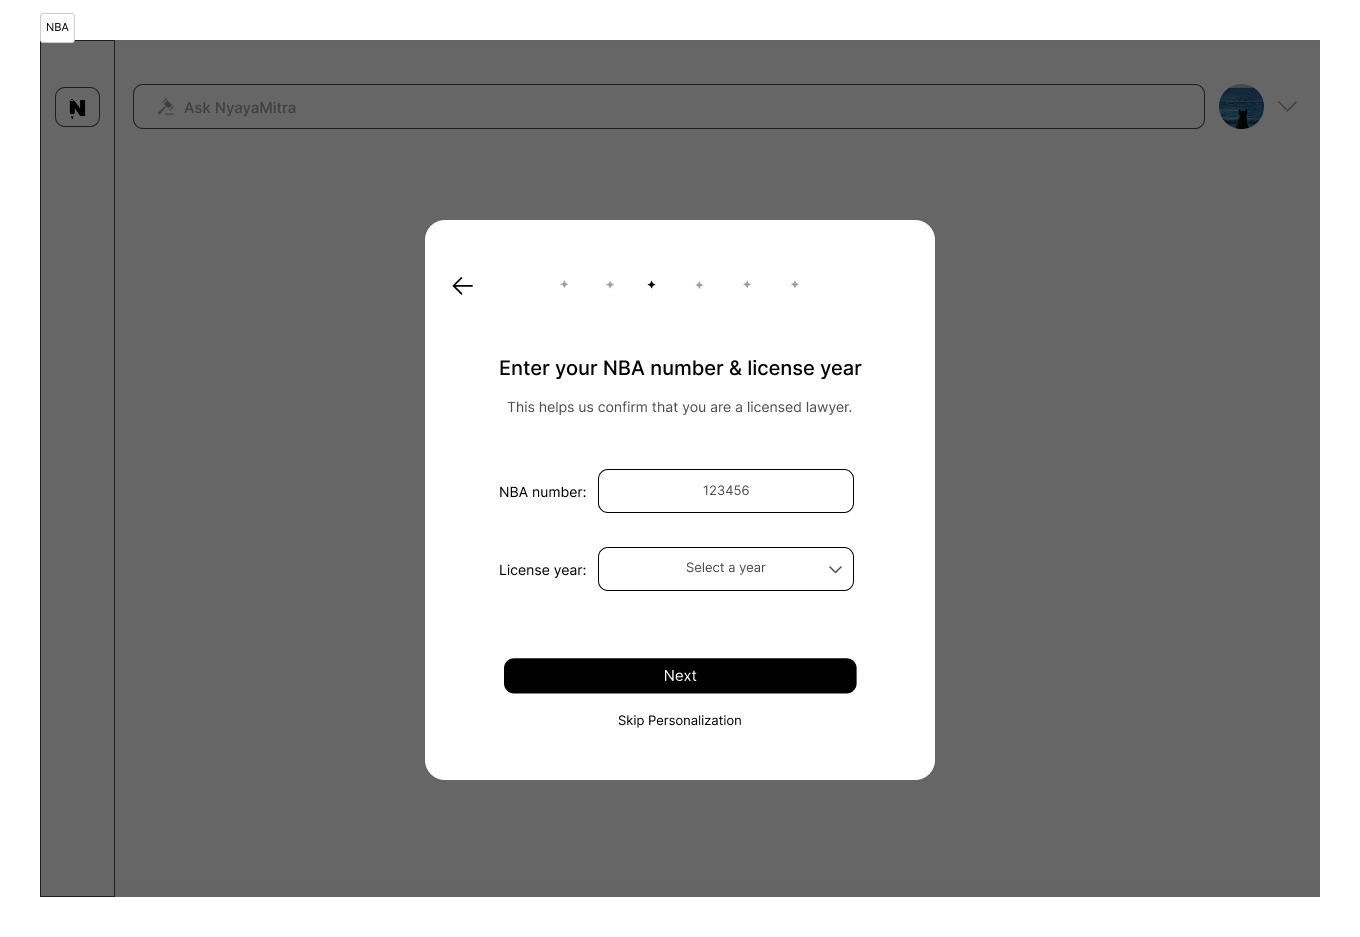 NBA
N
Ask NyayaMitra
Enter your NBA number & license year
This helps us confirm that you are a licensed lawyer.
NBA number:
123456
License year:
Select a year
Next
Skip Personalization